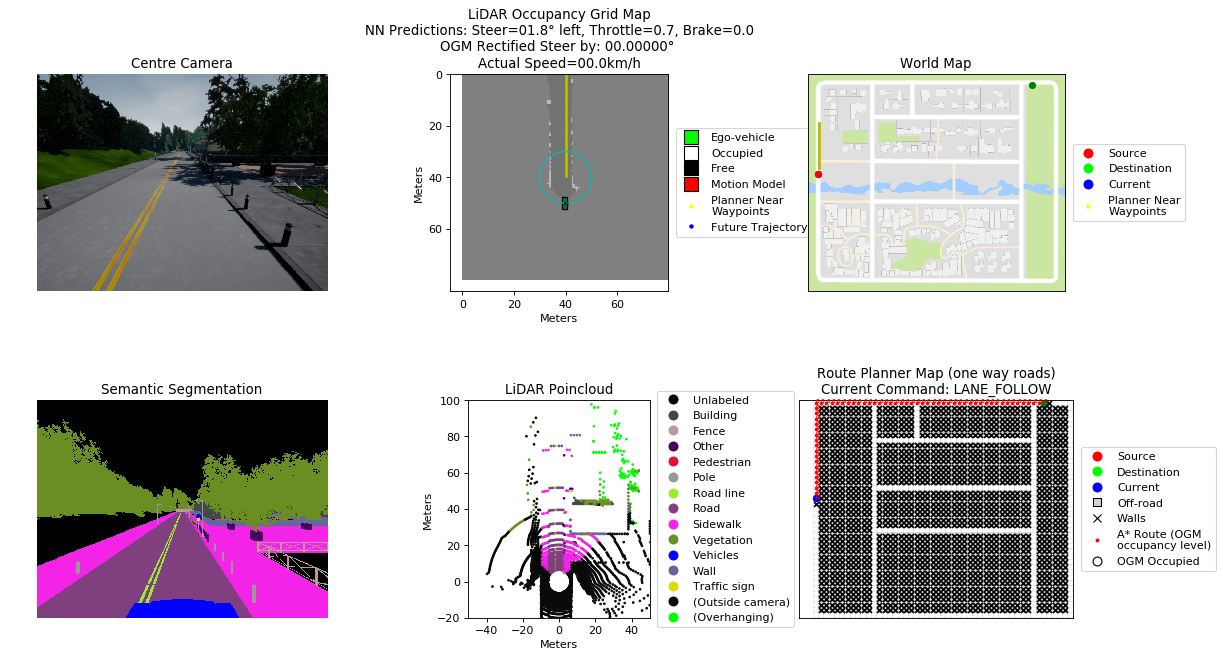 LiDAR Occupancy Grid Map
NN Predictions: Steer=01.8° left, Throttle=0.7, Brake=0.0
OGM Rectified Steer by: 00.00000°
Actual Speed=00.0km/h
Centre Camera
World Map
0
20
40
60
Meters
0
20
40
60
Meters
Ego-vehicle
Occupied
Free
Motion Model
Planner Near
Waypoints
Future Trajectory
Source
Destination
Current
Planner Near
Waypoints
Semantic Segmentation
LiDAR Poincloud
Route Planner Map (one way roads)
Current Command: LANE_FOLLOW
100
80
60
40
20
0
−20
Meters
−40
−20
0
20
40
Meters
Unlabeled
Building
Fence
Other
Pedestrian
Pole
Road line
Road
Sidewalk
Vegetation
Vehicles
Wall
Traffic sign
(Outside camera)
(Overhanging)
Source
Destination
Current
Off-road
Walls
A* Route (OGM
occupancy level)
OGM Occupied